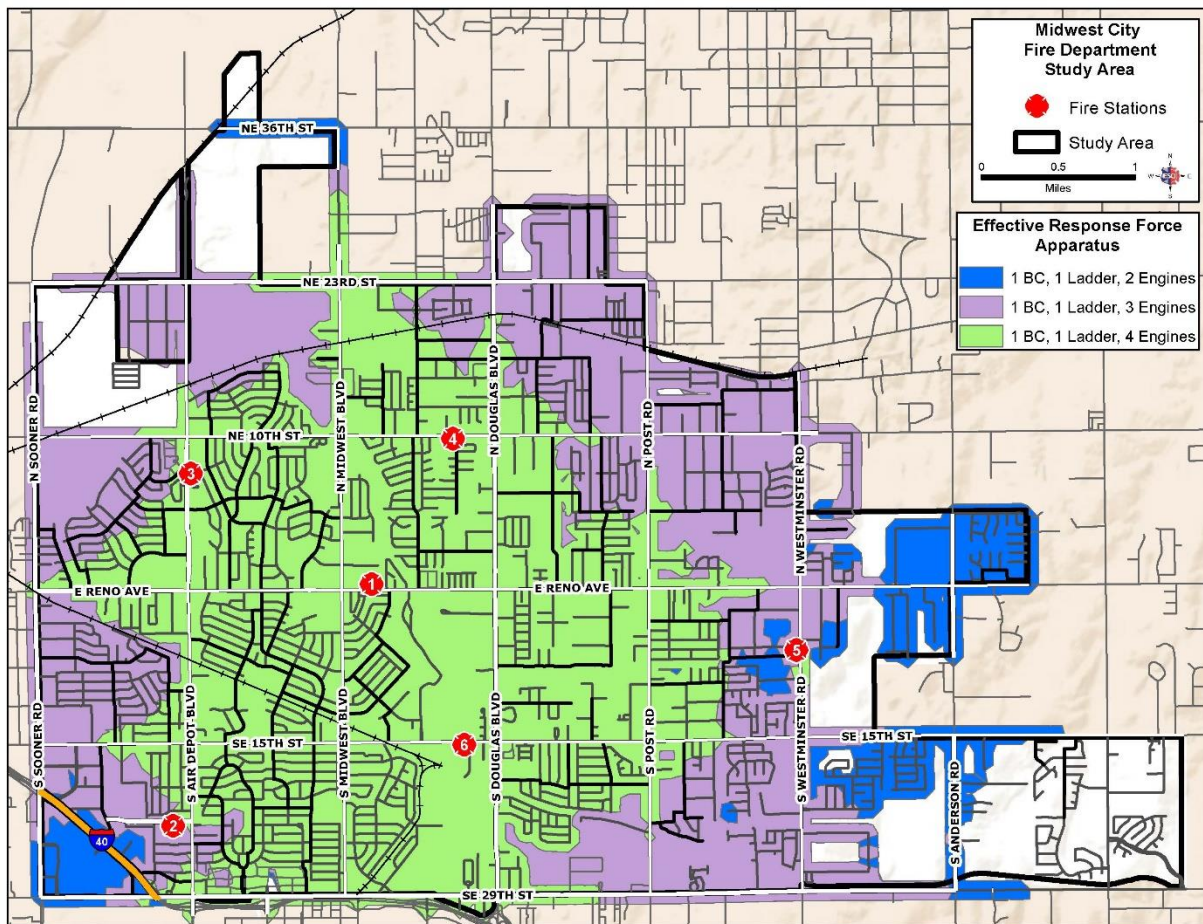 Midwest City
Fire Department
Study Area
Fire Stations
Study Area
0 0.5 1
Miles
N
W E
S
Effective Response Force
Apparatus
1 BC, 1 Ladder, 2 Engines
1 BC, 1 Ladder, 3 Engines
1 BC, 1 Ladder, 4 Engines
NE 36TH ST
NE 23RD ST
N SOONER RD
N MIDWEST BLVD
N DOUGLAS BLVD
N POST RD
NE 10TH ST
4
3
N WESTMINSTER RD
1
E RENO AVE
E RENO AVE
5
S SOONER RD
S AIR DEPOT BLVD
S MIDWEST BLVD
S DOUGLAS BLVD
S POST RD
S WESTMINSTER RD
SE 15TH ST
6
SE 15TH ST
S ANDERSON RD
2
40
SE 29TH ST